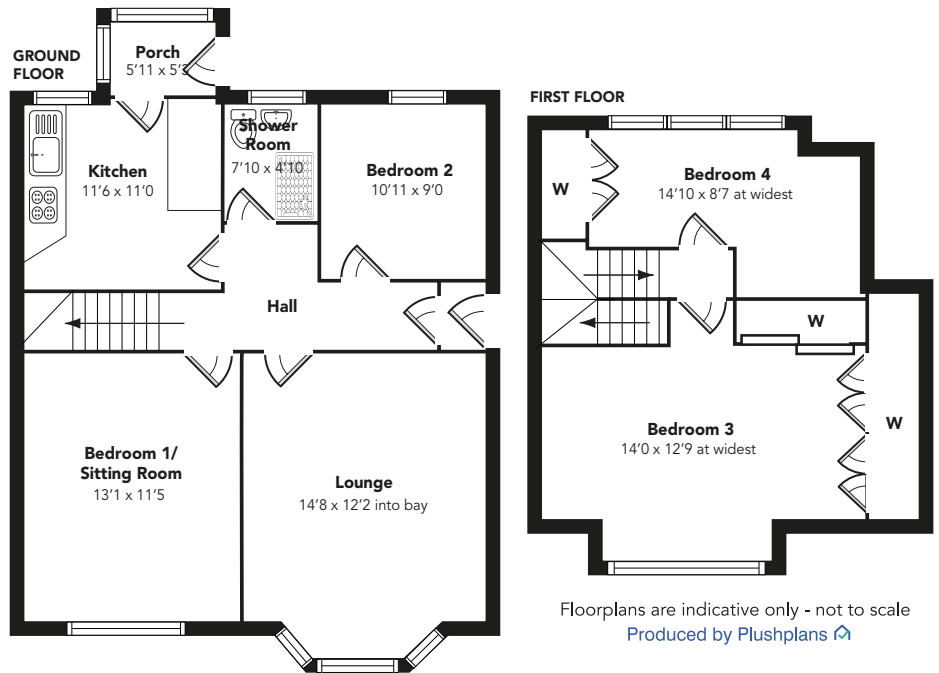 GROUND
FLOOR
Porch
5'11 x 5'3
Kitchen
11'6 x 11'0
Shower
Room
7'10 x 4'10
Bedroom 2
10'11 x 9'0
Hall
Bedroom 1/
Sitting Room
13'1 x 11'5
Lounge
14'8 x 12'2 into bay
FIRST FLOOR
W
Bedroom 4
14'10 x 8'7 at widest
W
Bedroom 3
14'0 x 12'9 at widest
W
Floorplans are indicative only - not to scale
Produced by Plushplans